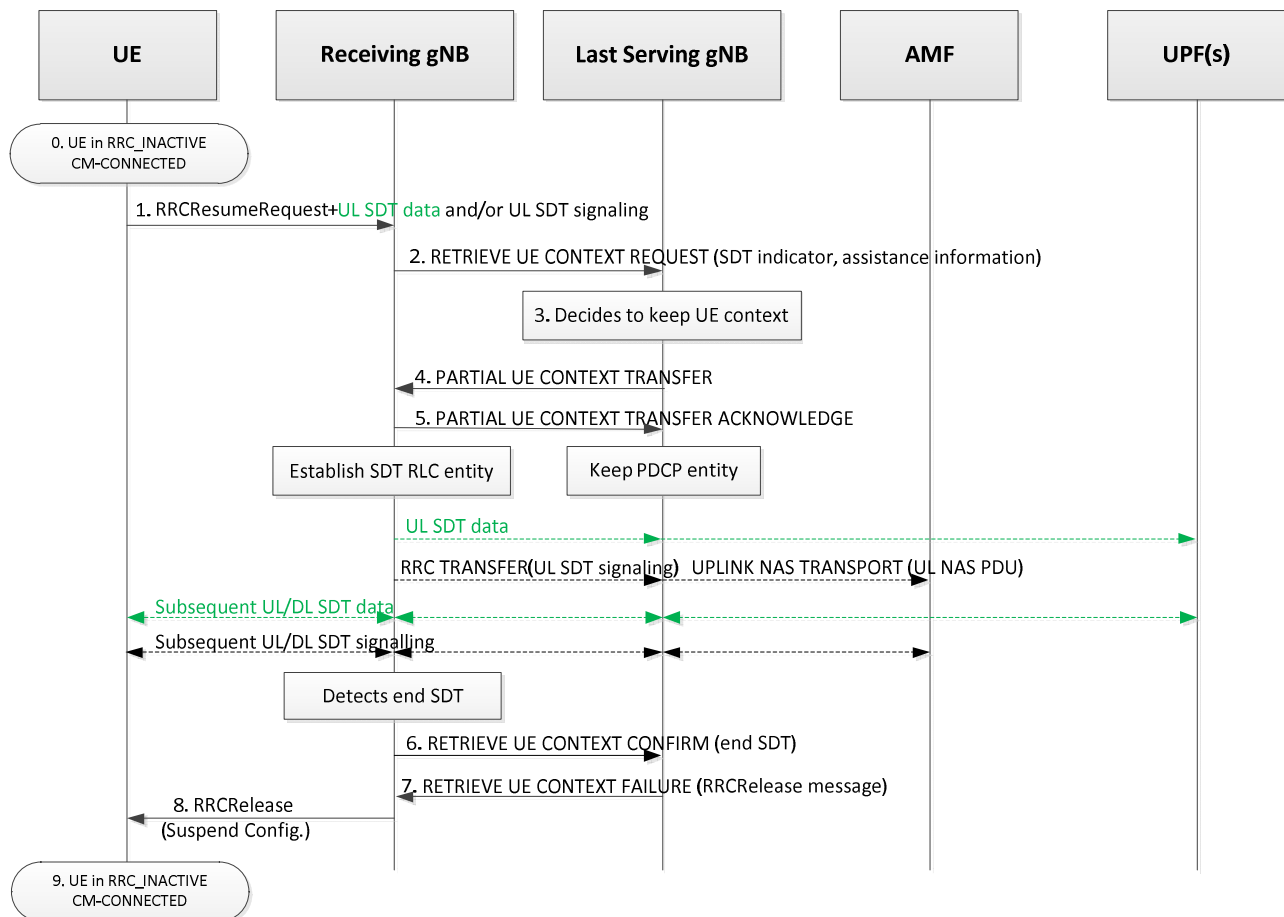 UE
Receiving gNB
Last Serving gNB
AMF
UPF(s)
0. UE in RRC_INACTIVE
CM-CONNECTED
1. RRCResumeRequest+UL SDT data and/or UL SDT signaling
2. RETRIEVE UE CONTEXT REQUEST (SDT indicator, assistance information)
3. Decides to keep UE context
4. PARTIAL UE CONTEXT TRANSFER
5. PARTIAL UE CONTEXT TRANSFER ACKNOWLEDGE
Establish SDT RLC entity
Keep PDCP entity
UL SDT data
RRC TRANSFER(UL SDT signaling)
UPLINK NAS TRANSPORT (UL NAS PDU)
Subsequent UL/DL SDT data
Subsequent UL/DL SDT signalling
Detects end SDT
6. RETRIEVE UE CONTEXT CONFIRM (end SDT)
7. RETRIEVE UE CONTEXT FAILURE (RRCRelease message)
8. RRCRelease
(Suspend Config.)
9. UE in RRC_INACTIVE
CM-CONNECTED